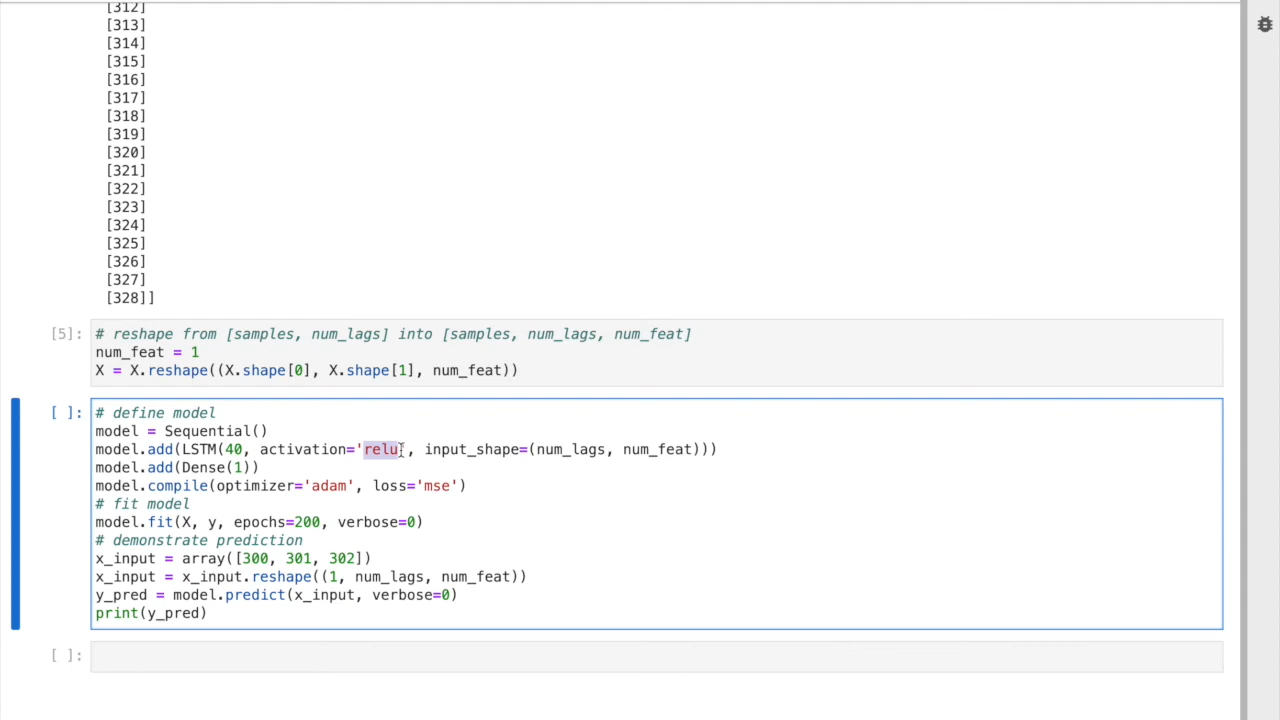 [312]
[313]
[314]
[315]
[316]
[317]
[318]
[319]
[320]
[321]
[322]
[323]
[324]
[325]
[326]
[327]
[328]]
[5]: # reshape from [samples, num_lags] into [samples, num_lags, num_feat]
num_feat = 1
X = X.reshape((X.shape[0], X.shape[1], num_feat))
[ ]: # define model
model = Sequential()
model.add(LSTM(40, activation='relu', input_shape=(num_lags, num_feat)))
model.add(Dense(1))
model.compile(optimizer='adam', loss='mse')
# fit model
model.fit(X, y, epochs=200, verbose=0)
# demonstrate prediction
x_input = array([300, 301, 302])
x_input = x_input.reshape((1, num_lags, num_feat))
y_pred = model.predict(x_input, verbose=0)
print(y_pred)
[ ]: